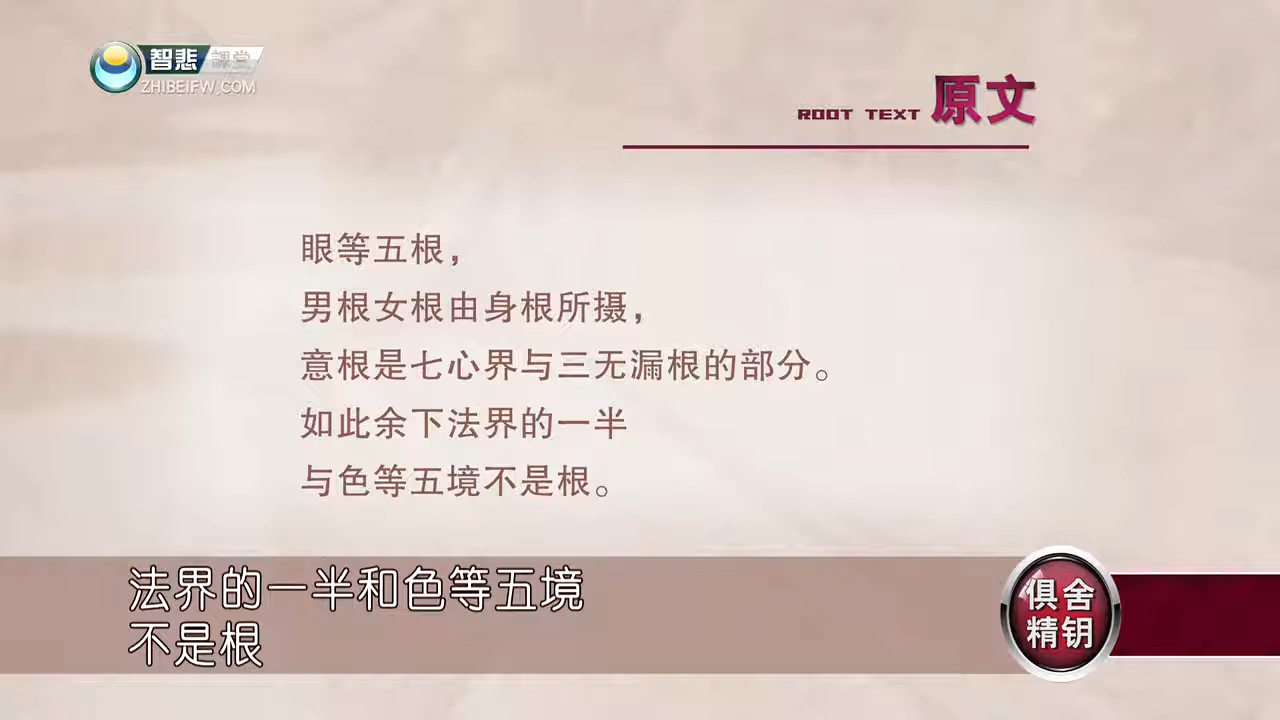 智悲 課堂
ZHIBEIFW.COM
ROOT TEXT 原文
眼等五根，
男根女根由身根所摄，
意根是七心界与三无漏根的部分。
如此余下法界的一半
与色等五境不是根。
法界的一半和色等五境
不是根
俱舍
精钥